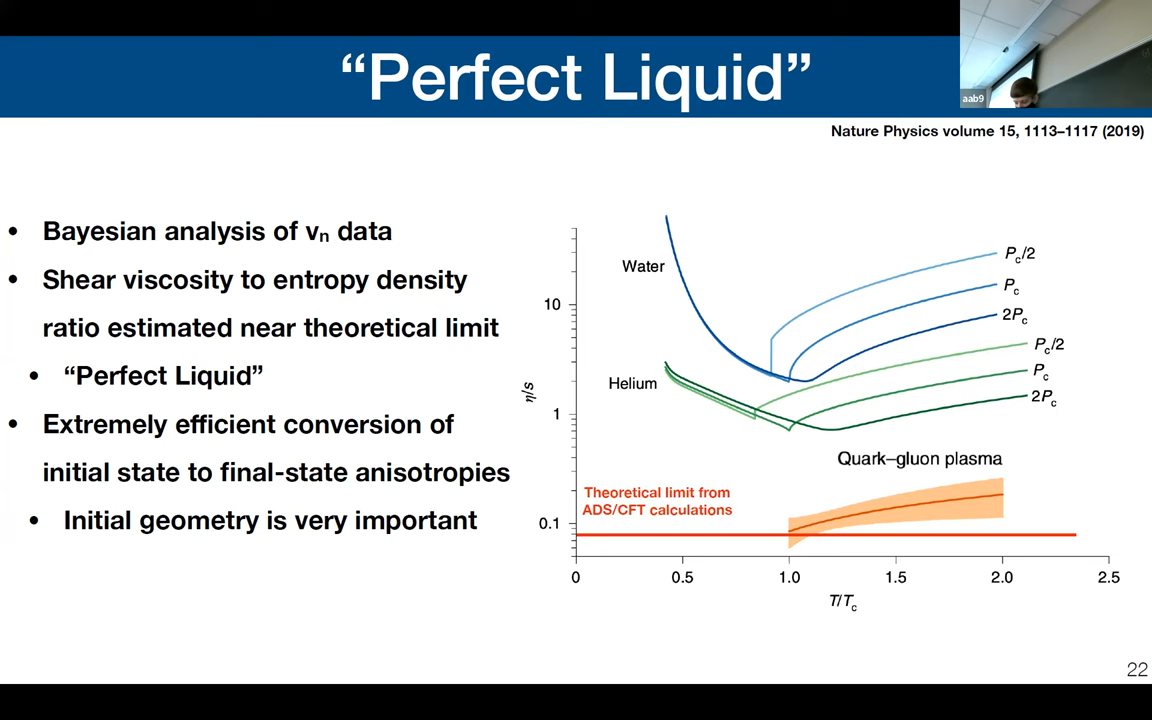 “Perfect Liquid”
aab9
Nature Physics volume 15, 1113–1117 (2019)
• Bayesian analysis of vn data
• Shear viscosity to entropy density
ratio estimated near theoretical limit
• “Perfect Liquid”
• Extremely efficient conversion of
initial state to final-state anisotropies
• Initial geometry is very important
Water
Pc/2
Pc
2Pc
Helium
Pc/2
Pc
2Pc
Quark–gluon plasma
Theoretical limit from
ADS/CFT calculations
η/s
10
1
0.1
0 0.5 1.0 1.5 2.0 2.5
T/Tc
22